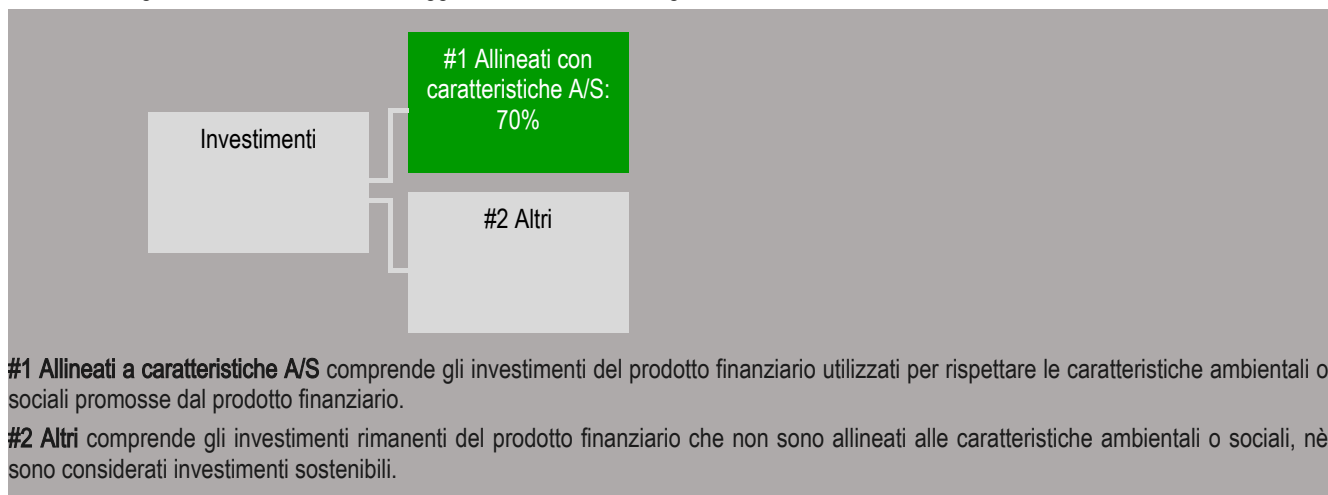 #1 Allineati con
caratteristiche A/S:
70%
Investimenti
#2 Altri
#1 Allineati a caratteristiche A/S comprende gli investimenti del prodotto finanziario utilizzati per rispettare le caratteristiche ambientali o
sociali promosse dal prodotto finanziario.
#2 Altri comprende gli investimenti rimanenti del prodotto finanziario che non sono allineati alle caratteristiche ambientali o sociali, nè
sono considerati investimenti sostenibili.